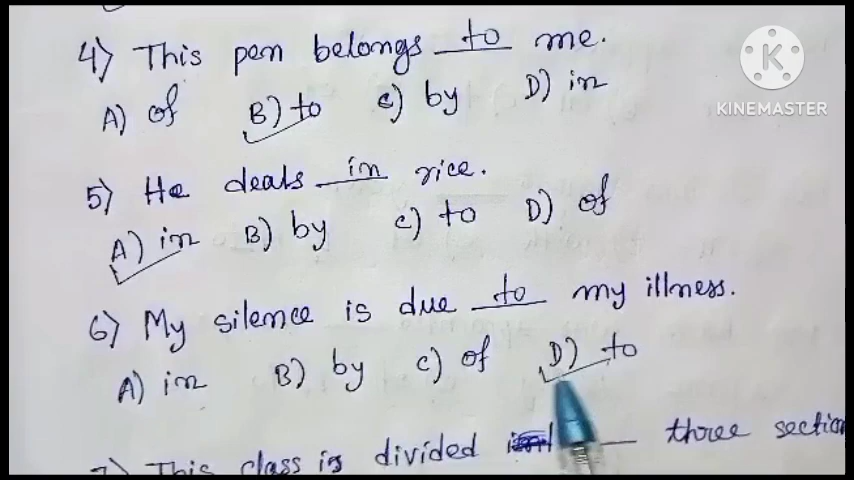 4) This pen belongs to me.
A) of B) to C) by D) in
5) He deals in rice.
A) in B) by C) to D) of
6) My silence is due to my illness.
A) in B) by C) of D) to
7) This class is divided ___ three section
K
KINEMASTER